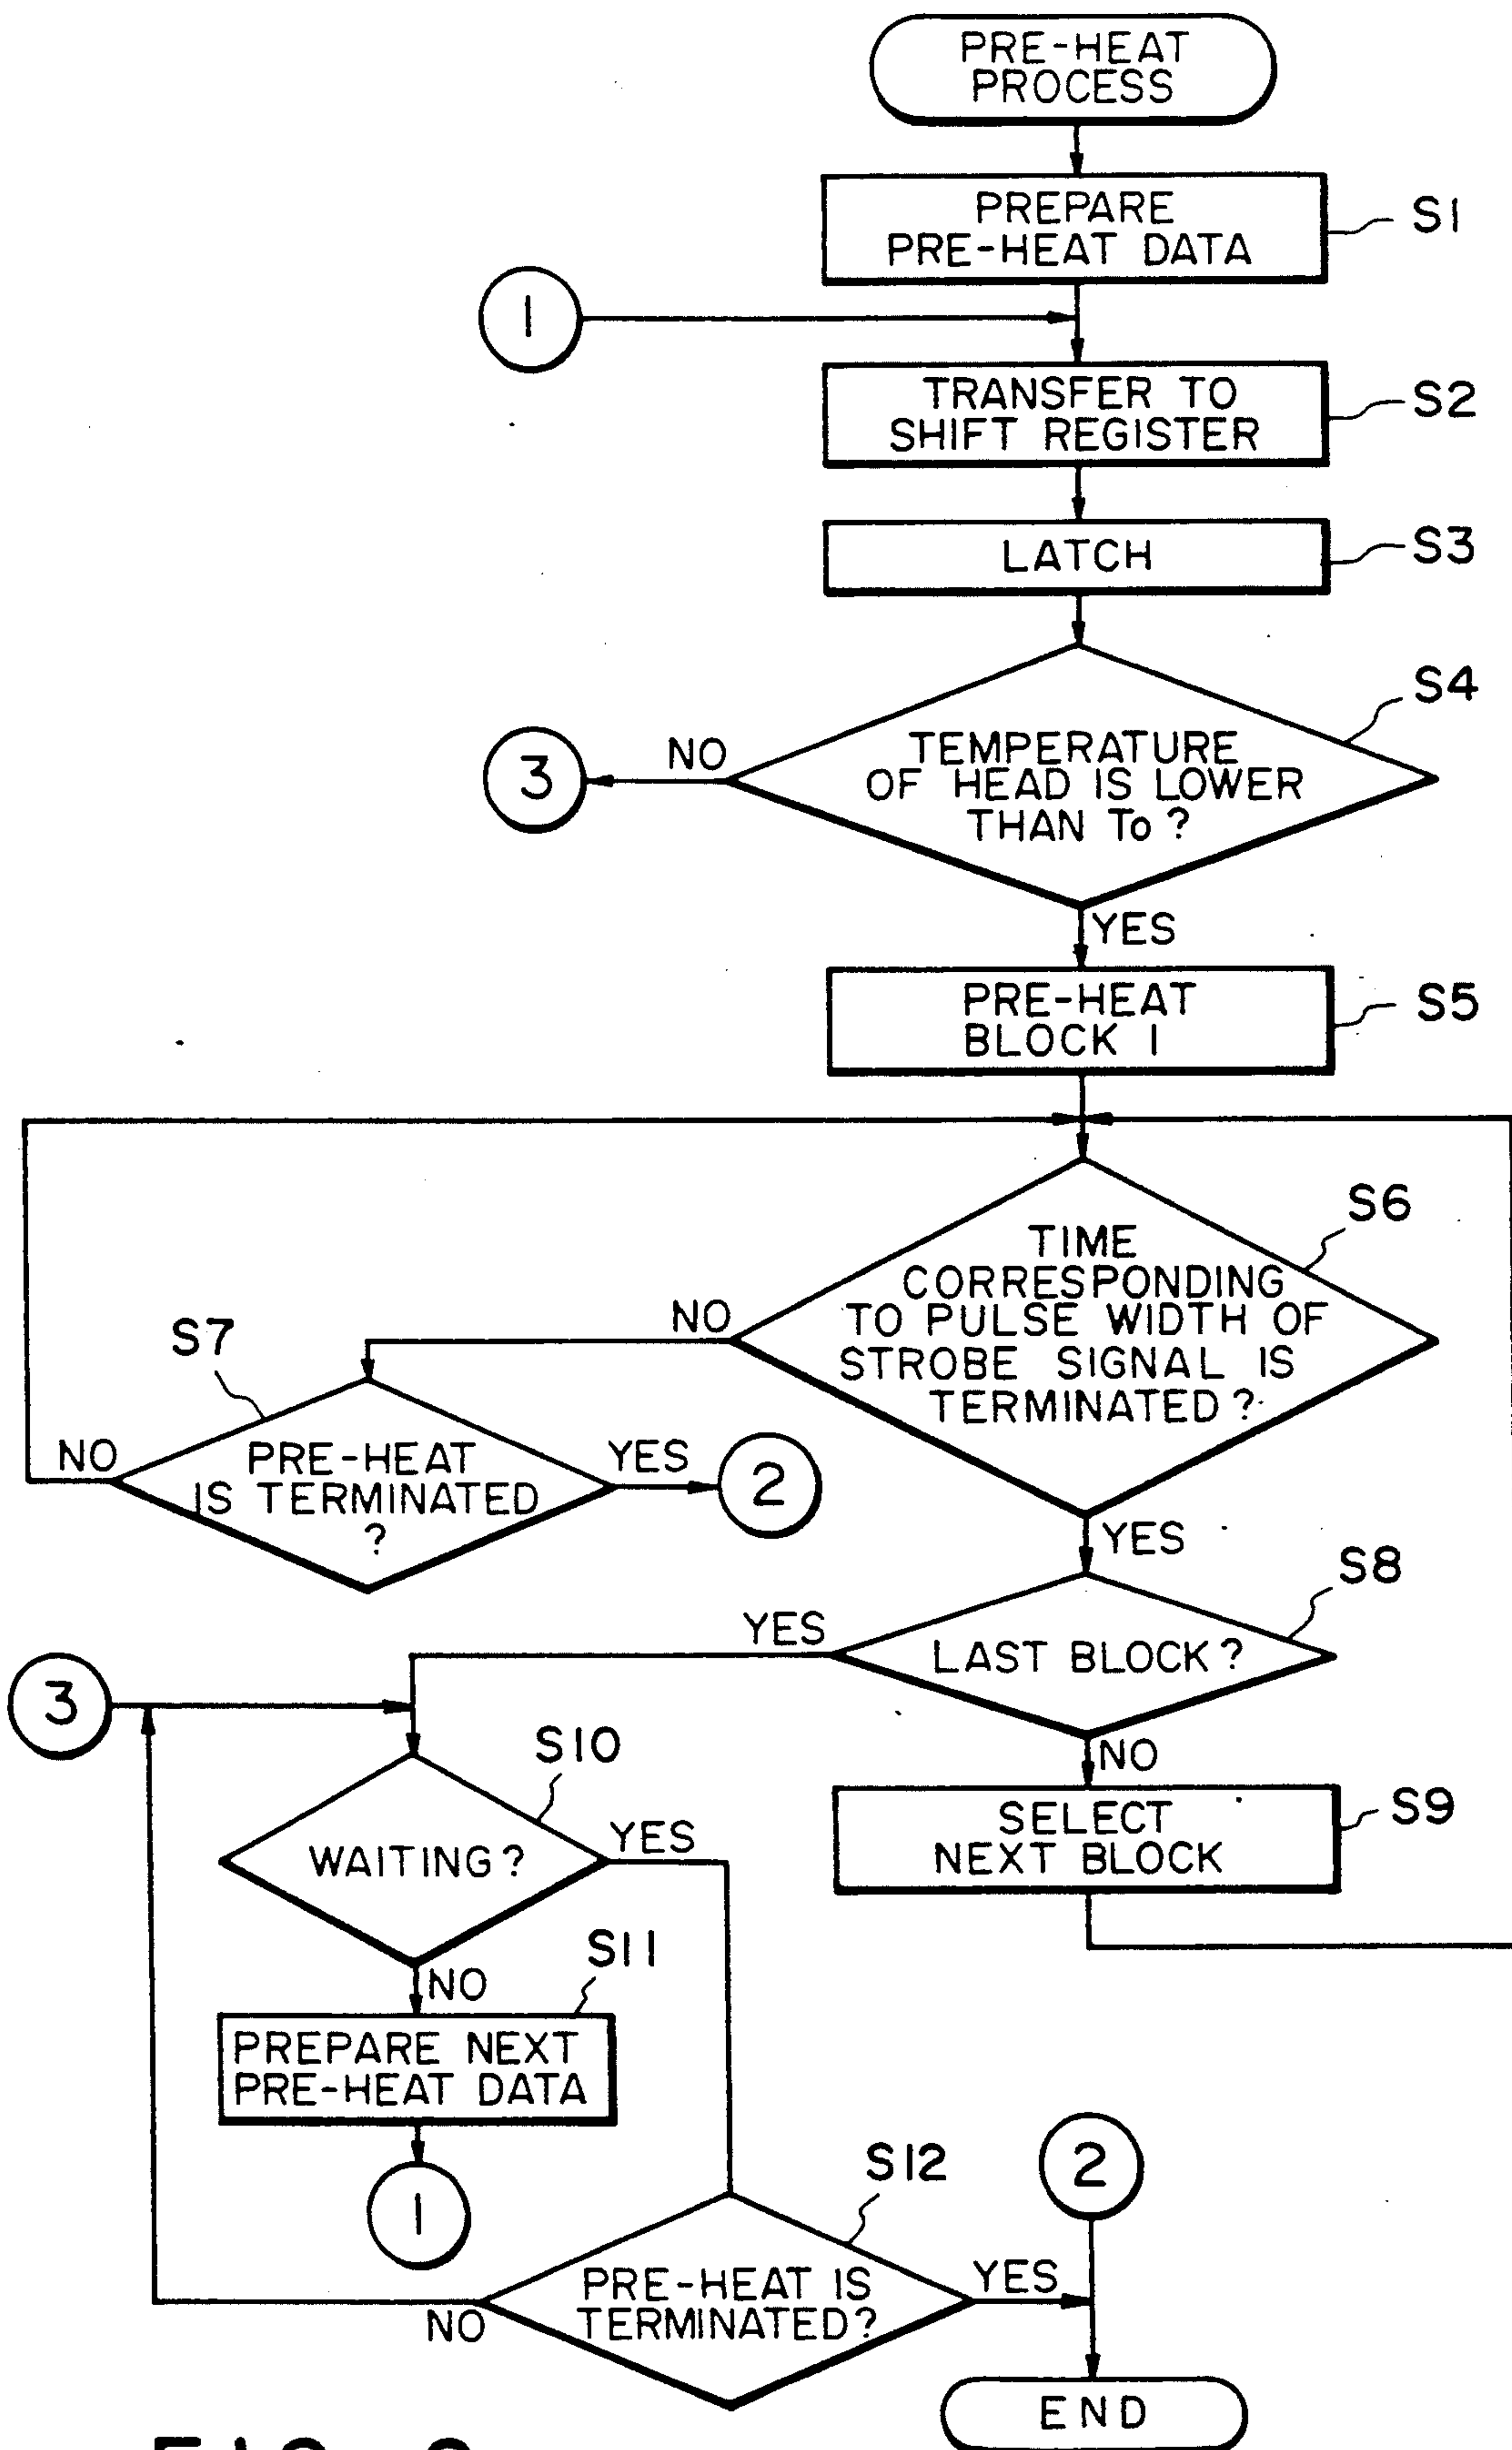 PRE-HEAT
PROCESS
PREPARE
PRE-HEAT DATA
S1
1
TRANSFER TO
SHIFT REGISTER
S2
LATCH
S3
S4
TEMPERATURE
OF HEAD IS LOWER
THAN To ?
NO
3
YES
PRE-HEAT
BLOCK 1
S5
S6
TIME
CORRESPONDING
TO PULSE WIDTH OF
STROBE SIGNAL IS
TERMINATED ?
NO
S7
PRE-HEAT
IS TERMINATED
?
NO
YES
2
YES
S8
LAST BLOCK ?
YES
3
NO
SELECT
NEXT BLOCK
S9
S10
WAITING ?
YES
NO
S11
PREPARE NEXT
PRE-HEAT DATA
1
S12
PRE-HEAT IS
TERMINATED?
NO
YES
2
END